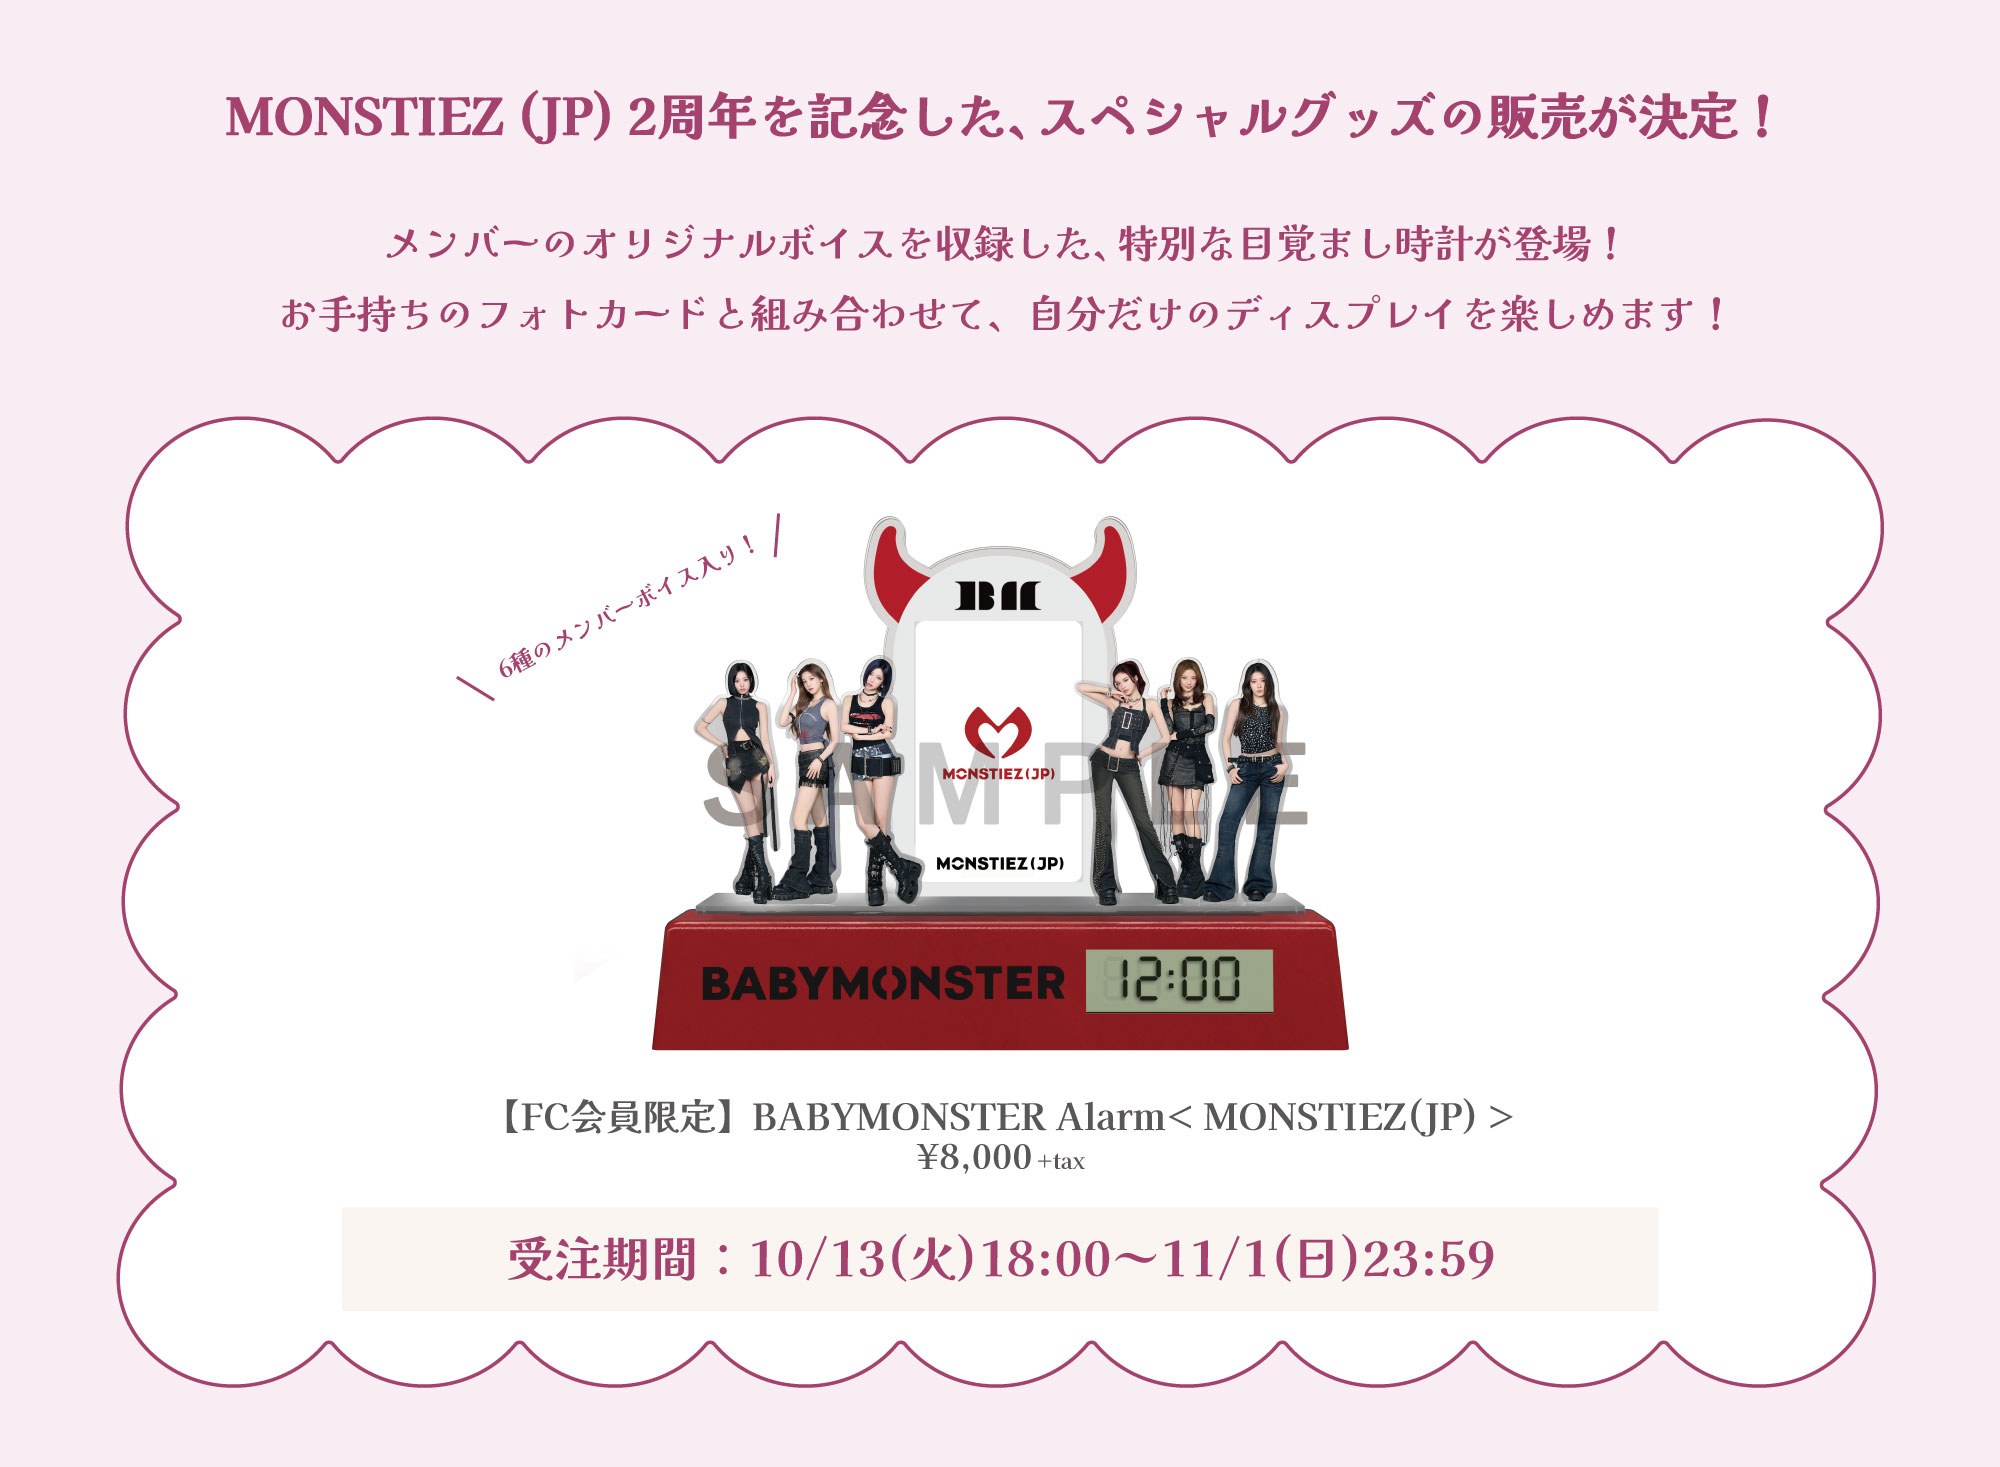 MONSTIEZ (JP) 2周年を記念した、スペシャルグッズの販売が決定！
メンバーのオリジナルボイスを収録した、特別な目覚まし時計が登場！
お手持ちのフォトカードと組み合わせて、自分だけのディスプレイを楽しめます！
6種のメンバーボイス入り！
BM
MONSTIEZ(JP)
SAMPLE
MONSTIEZ(JP)
BABYMONSTER
12:00
【FC会員限定】BABYMONSTER Alarm< MONSTIEZ(JP) >
¥8,000 +tax
受注期間：10/13(火)18:00〜11/1(日)23:59